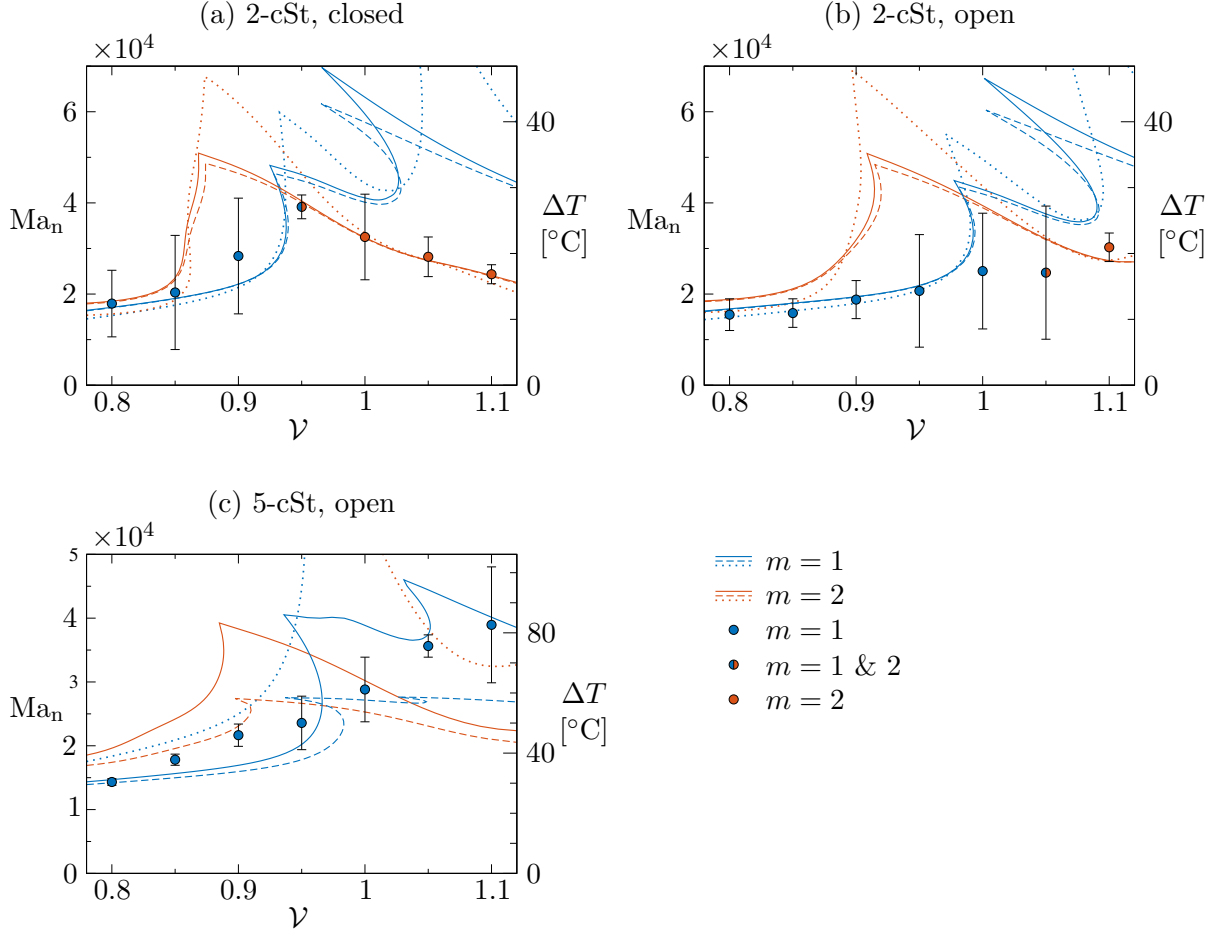 (a) 2-cSt, closed
×10⁴
6
4
2
0
Maₙ
40
0
ΔT
[°C]
0.8 0.9 1 1.1
𝒱
(b) 2-cSt, open
×10⁴
6
4
2
0
Maₙ
40
0
ΔT
[°C]
0.8 0.9 1 1.1
𝒱
(c) 5-cSt, open
×10⁴
5
4
3
2
1
0
Maₙ
80
40
0
ΔT
[°C]
0.8 0.9 1 1.1
𝒱
m = 1
m = 2
m = 1
m = 1 & 2
m = 2